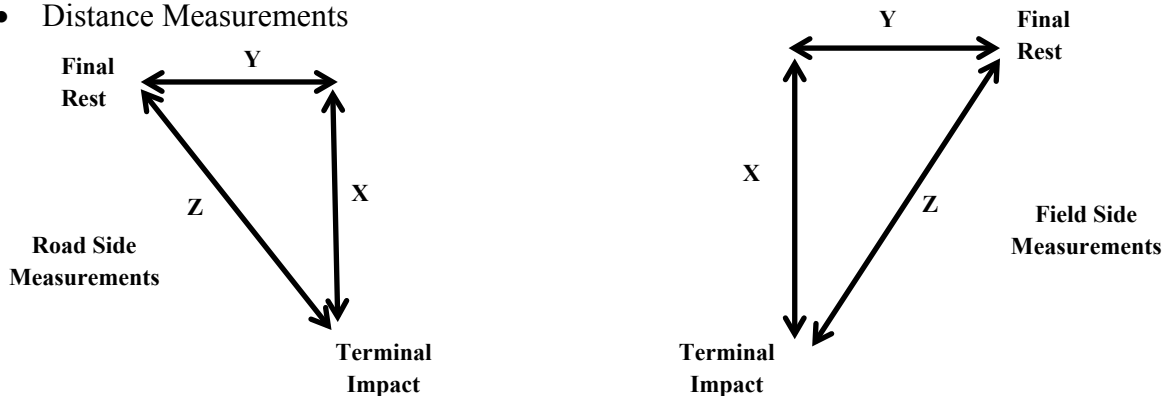 • Distance Measurements
Final
Rest
Y
X
Z
Road Side
Measurements
Terminal
Impact
Y
Final
Rest
X
Z
Field Side
Measurements
Terminal
Impact